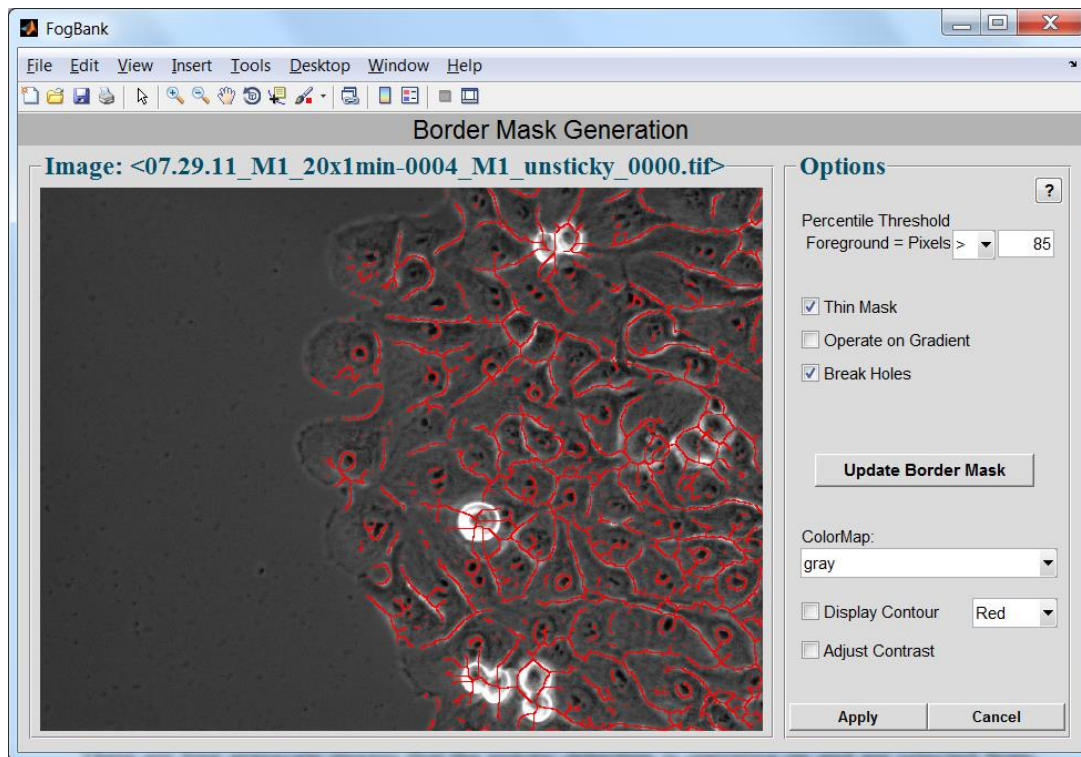 FogBank
File Edit View Insert Tools Desktop Window Help
Border Mask Generation
Image: <07.29.11_M1_20x1min-0004_M1_unsticky_0000.tif>
Options
?
Percentile Threshold
Foreground = Pixels > 85
Thin Mask
Operate on Gradient
Break Holes
Update Border Mask
ColorMap:
gray
Display Contour Red
Adjust Contrast
Apply Cancel